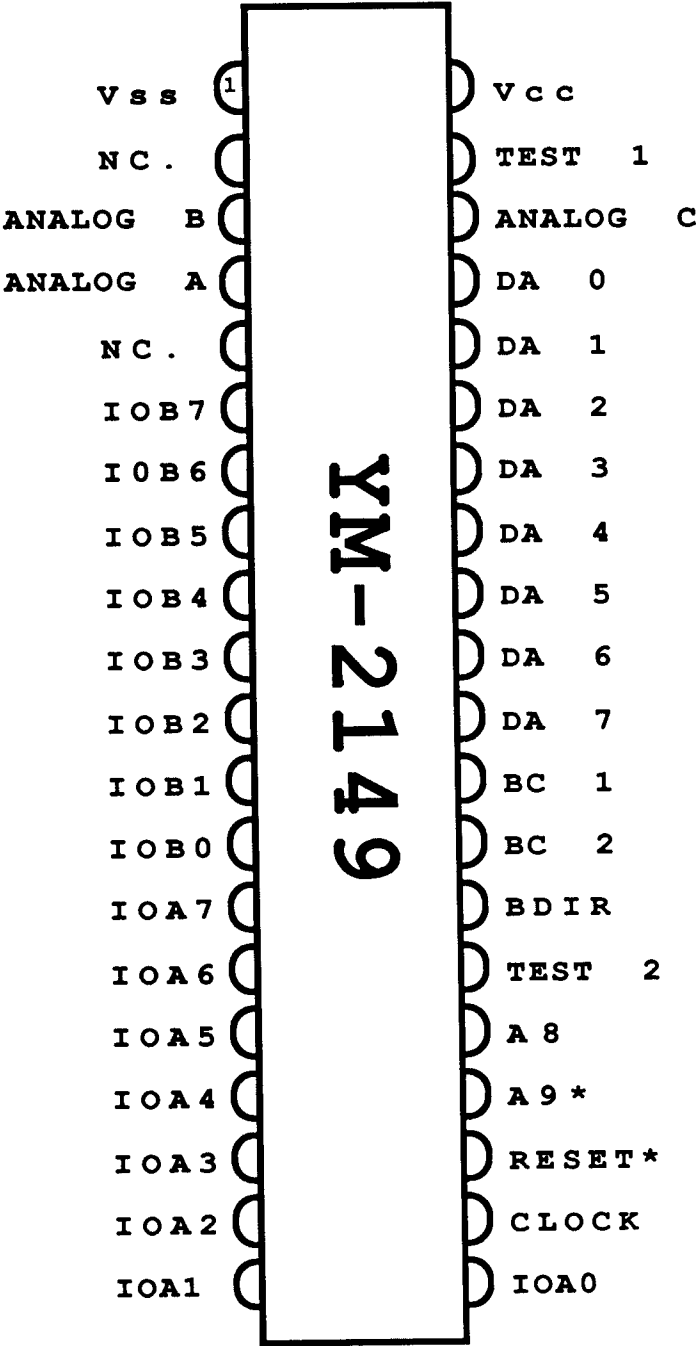 1
Vss Vcc
NC. TEST 1
ANALOG B ANALOG C
ANALOG A DA 0
NC. DA 1
IOB7 DA 2
I0B6 DA 3
IOB5 DA 4
IOB4 DA 5
IOB3 DA 6
IOB2 DA 7
IOB1 BC 1
IOB0 BC 2
IOA7 BDIR
IOA6 TEST 2
IOA5 A8
IOA4 A9*
IOA3 RESET*
IOA2 CLOCK
IOA1 IOA0
YM-2149